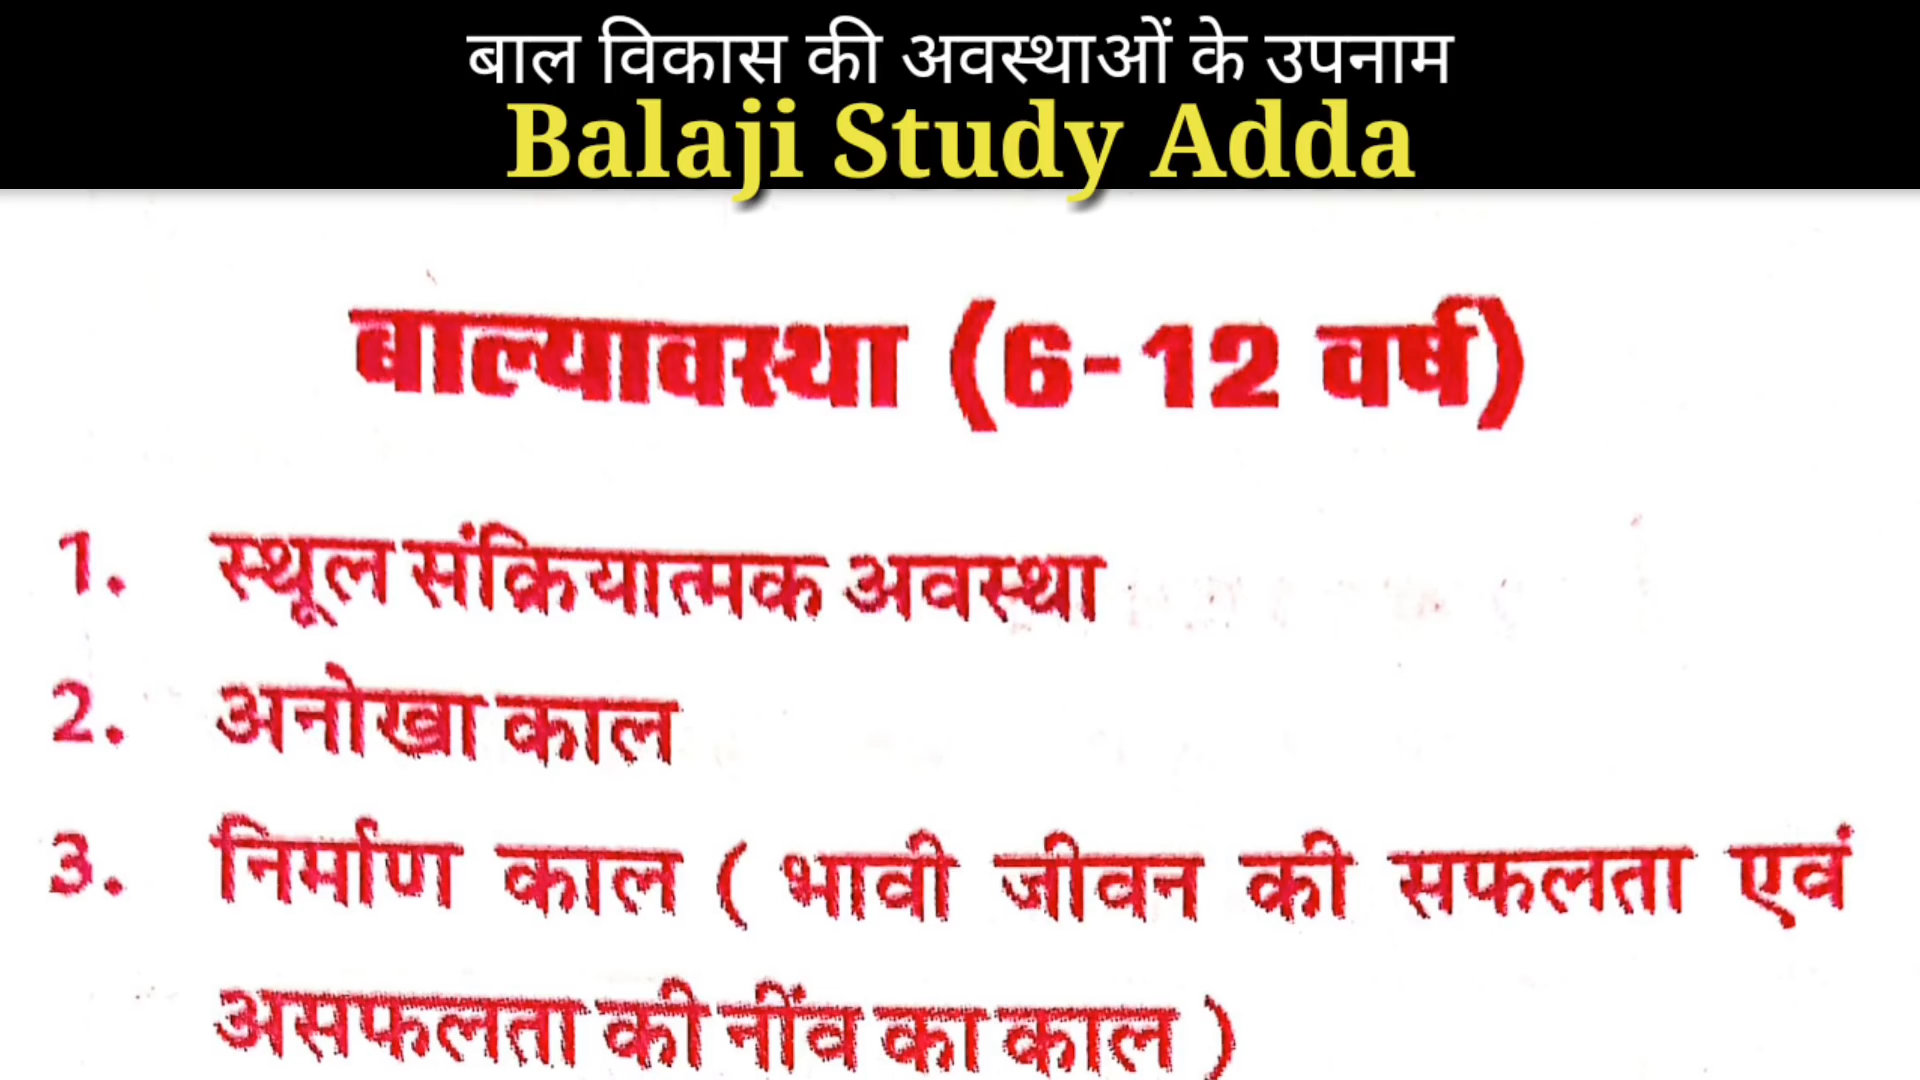 बाल विकास की अवस्थाओं के उपनाम
Balaji Study Adda
बाल्यावस्था (6-12 वर्ष)
1. स्थूल संक्रियात्मक अवस्था
2. अनोखा काल
3. निर्माण काल ( भावी जीवन की सफलता एवं
असफलता की नींव का काल )